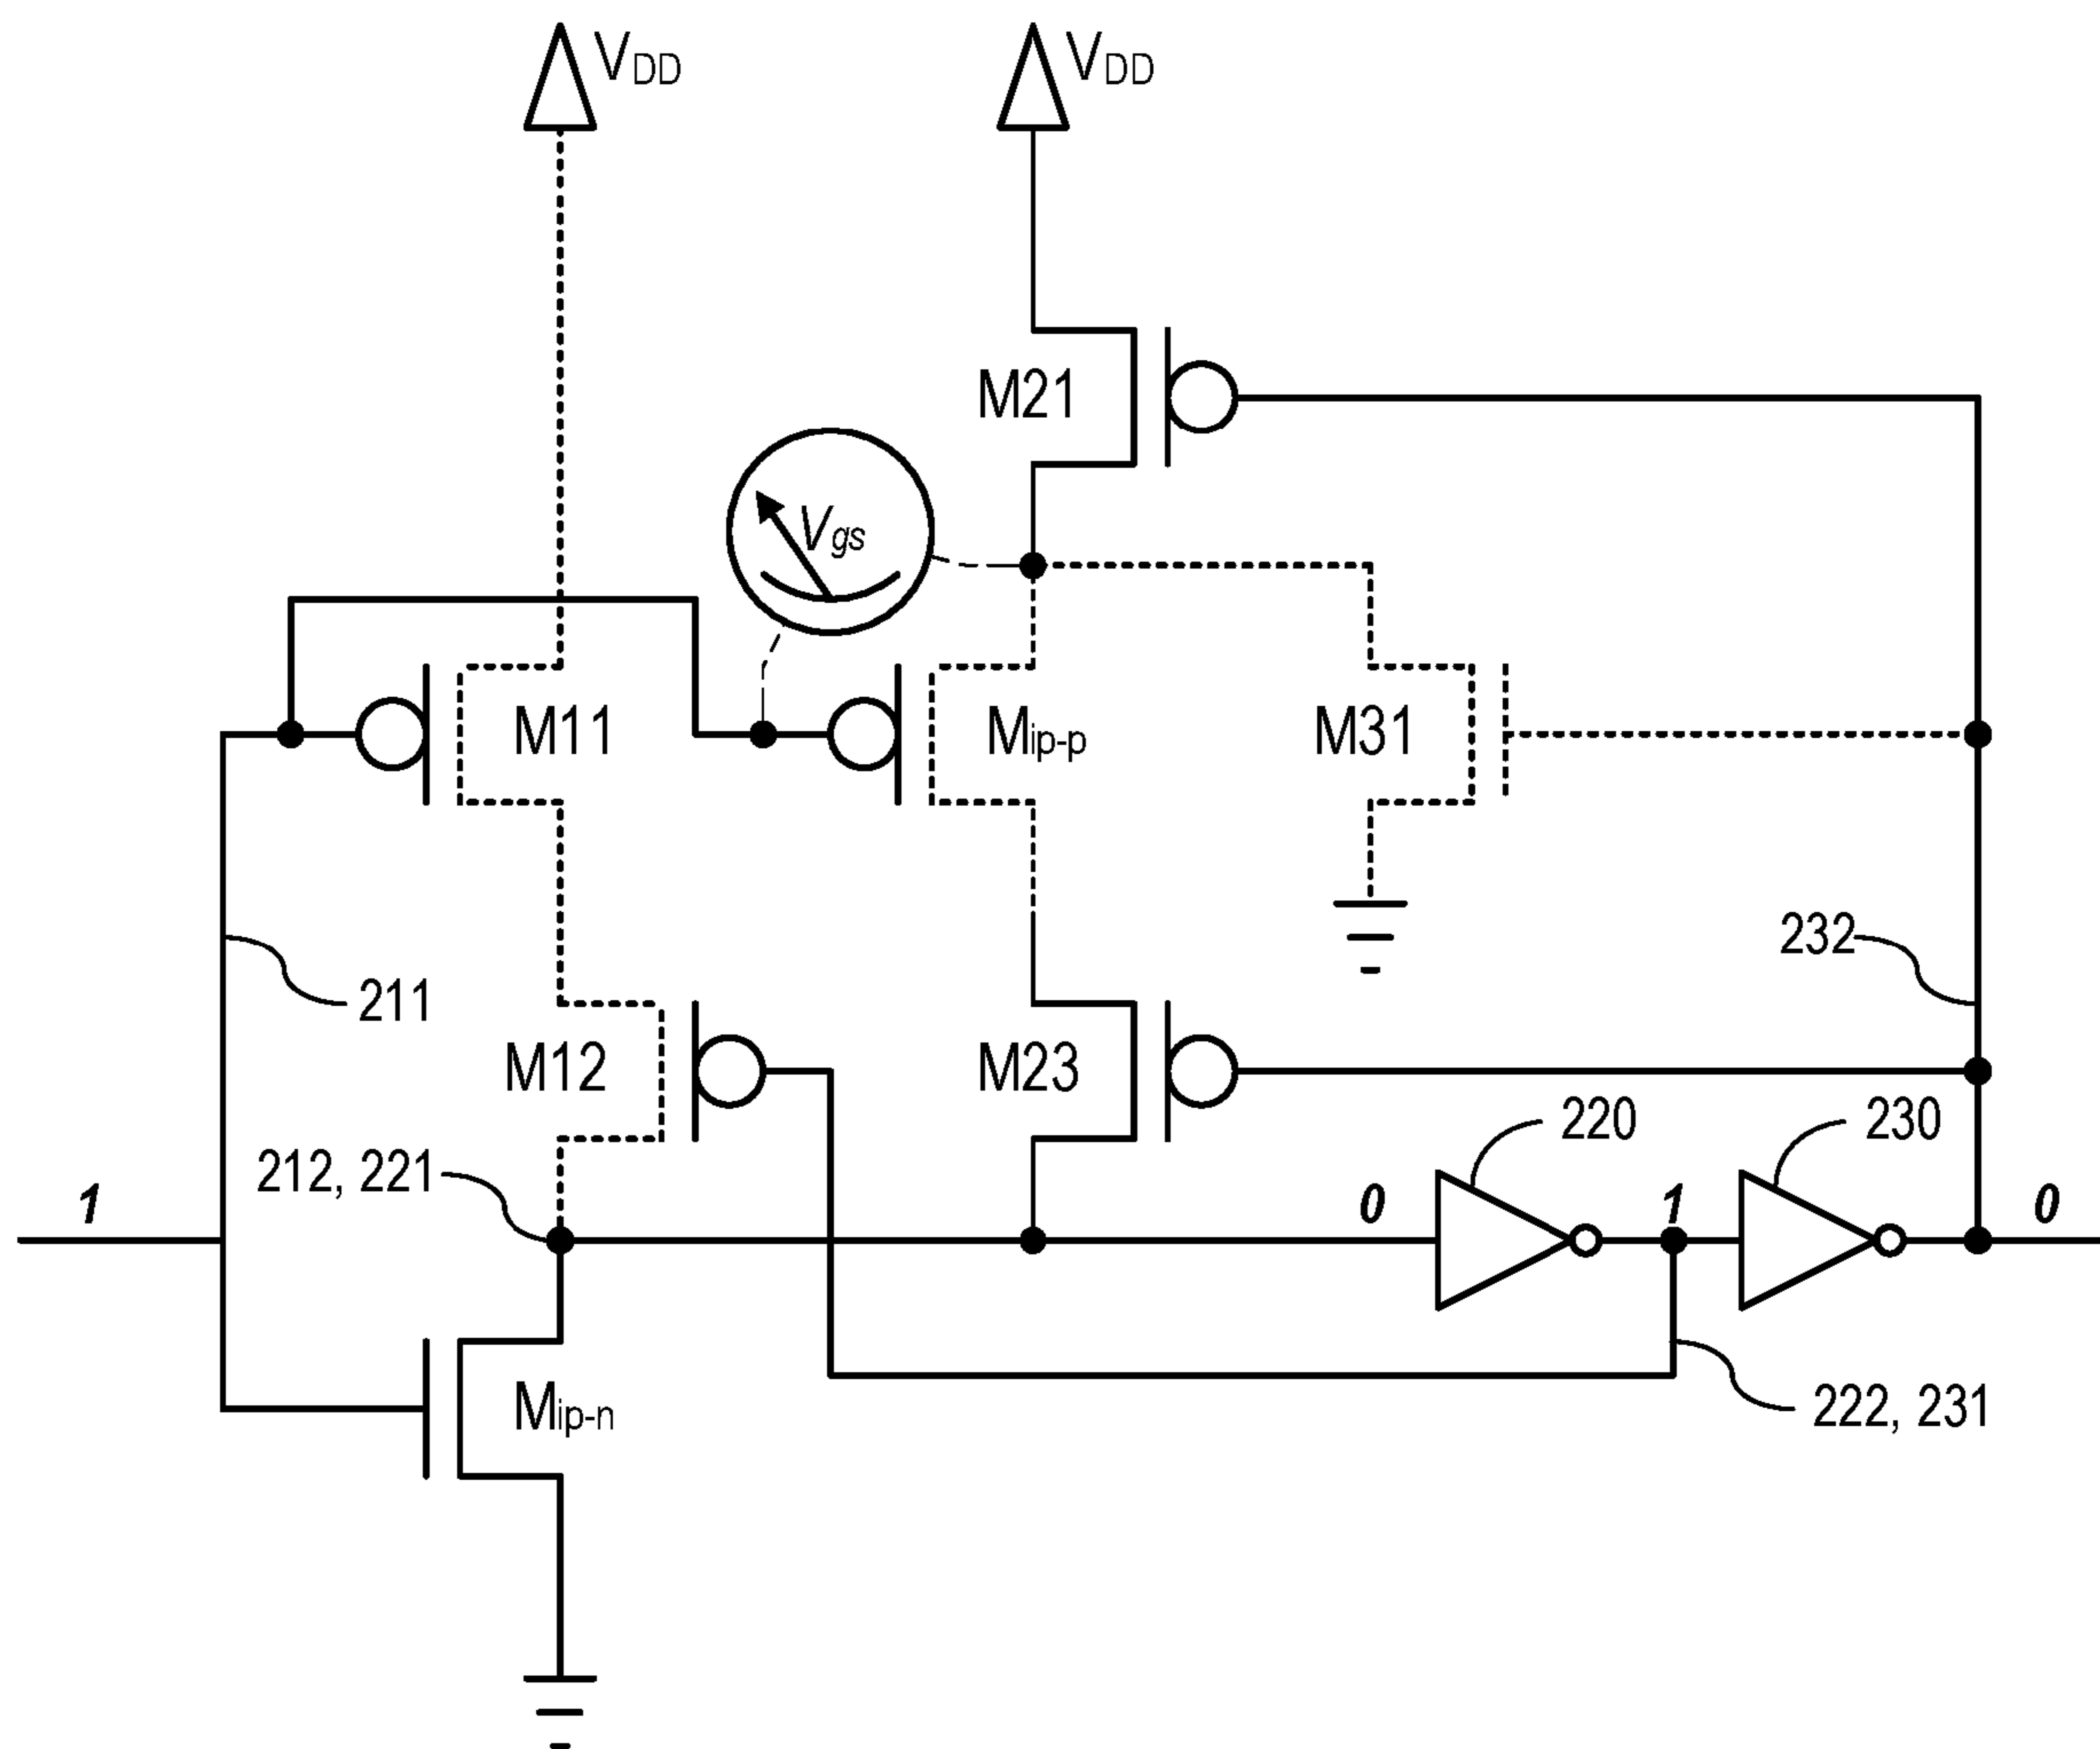 VDD
VDD
M21
Vgs
M11
Mip-p
M31
232
211
M12
M23
220
230
212, 221
1
0
1
0
Mip-n
222, 231